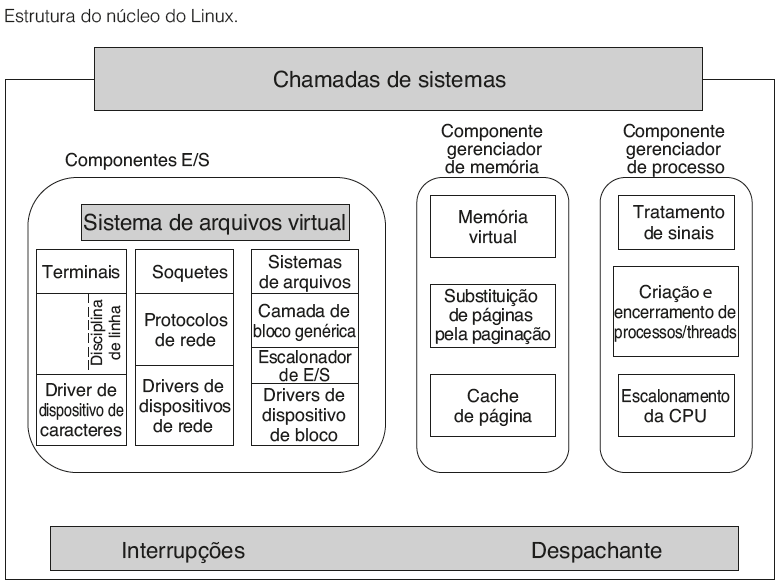 Estrutura do núcleo do Linux.
Chamadas de sistemas
Componentes E/S
Sistema de arquivos virtual
Terminais
Disciplina
de linha
Driver de
dispositivo de
caracteres
Soquetes
Protocolos
de rede
Drivers de
dispositivos
de rede
Sistemas
de arquivos
Camada de
bloco genérica
Escalonador
de E/S
Drivers de
dispositivo
de bloco
Componente
gerenciador
de memória
Memória
virtual
Substituição
de páginas
pela paginação
Cache
de página
Componente
gerenciador
de processo
Tratamento
de sinais
Criação e
encerramento de
processos/threads
Escalonamento
da CPU
Interrupções
Despachante